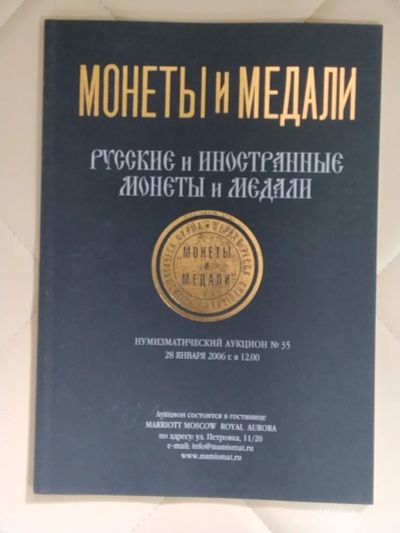 МОНЕТЫ И МЕДАЛИ
РУССКИЕ И ИНОСТРАННЫЕ
МОНЕТЫ И МЕДАЛИ
МОНЕТЫ
И
МЕДАЛИ
НУМИЗМАТИЧЕСКИЙ АУКЦИОН № 35
28 ЯНВАРЯ 2006 г. в 12.00
Аукцион состоится в гостинице
MARRIOTT MOSCOW ROYAL AURORA
по адресу: ул. Петровка, 11/20
e-mail: info@numismat.ru
www.numismat.ru